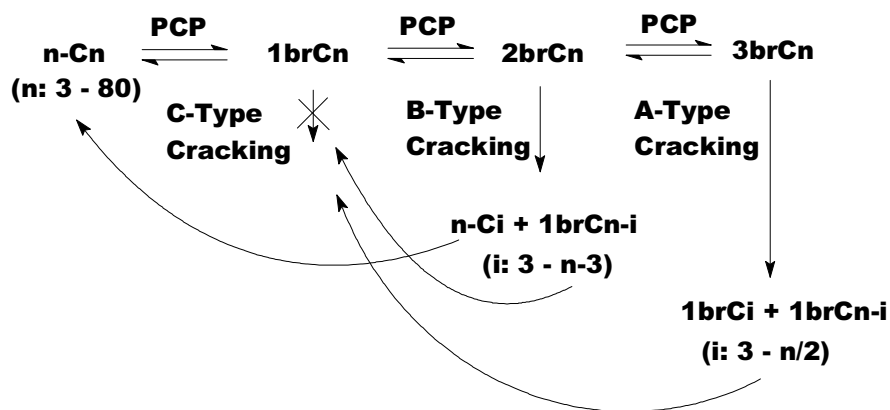 PCP PCP PCP
n-Cn 1brCn 2brCn 3brCn
(n: 3 - 80)
C-Type B-Type A-Type
Cracking Cracking Cracking
n-Ci + 1brCn-i
(i: 3 - n-3)
1brCi + 1brCn-i
(i: 3 - n/2)